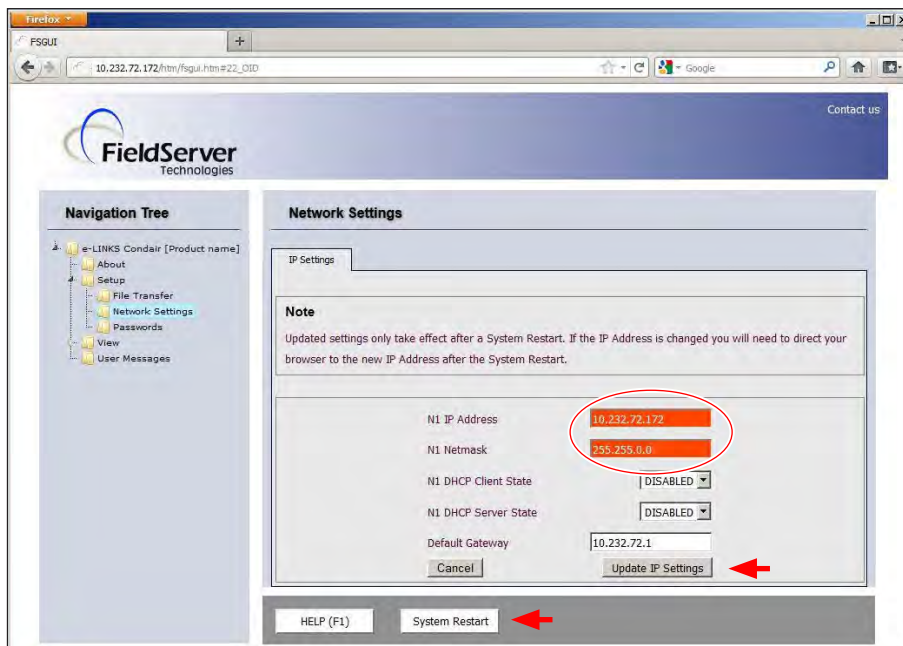 Firefox
FSGUI
10.232.72.172/htm/fsgui.htm#22_OID
Google
Contact us
FieldServer
Technologies
Navigation Tree
e-LINKS Condair [Product name]
About
Setup
File Transfer
Network Settings
Passwords
View
User Messages
Network Settings
IP Settings
Note
Updated settings only take effect after a System Restart. If the IP Address is changed you will need to direct your
browser to the new IP Address after the System Restart.
N1 IP Address 10.232.72.172
N1 Netmask 255.255.0.0
N1 DHCP Client State DISABLED
N1 DHCP Server State DISABLED
Default Gateway 10.232.72.1
Cancel Update IP Settings
HELP (F1) System Restart